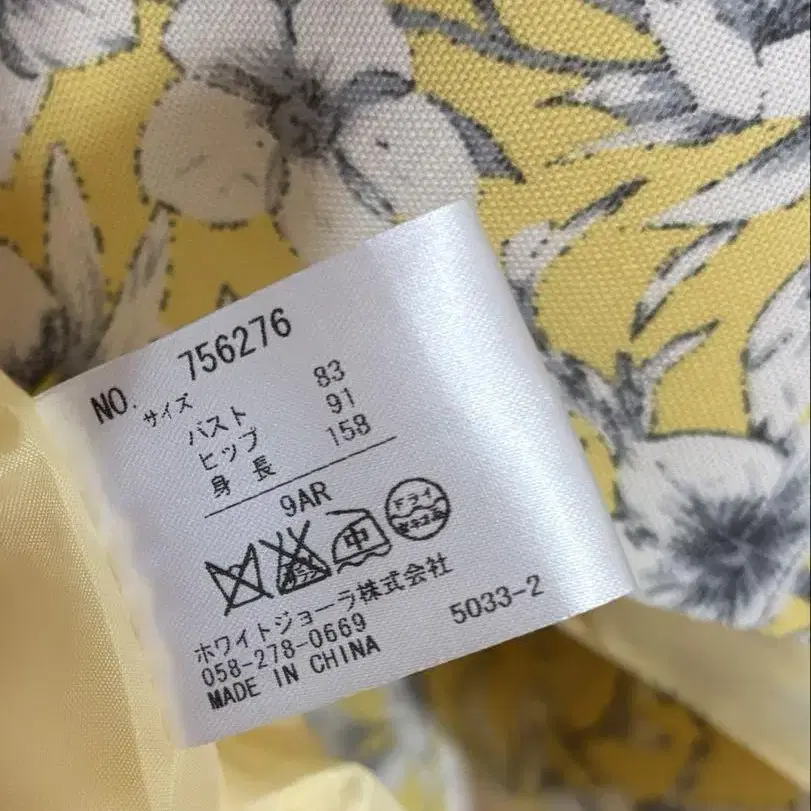 NO. 756276
サイズ
バスト 83
ヒップ 91
身長 158
9AR
中 ドライ
ホワイトジョーラ株式会社
058-278-0669 5033-2
MADE IN CHINA